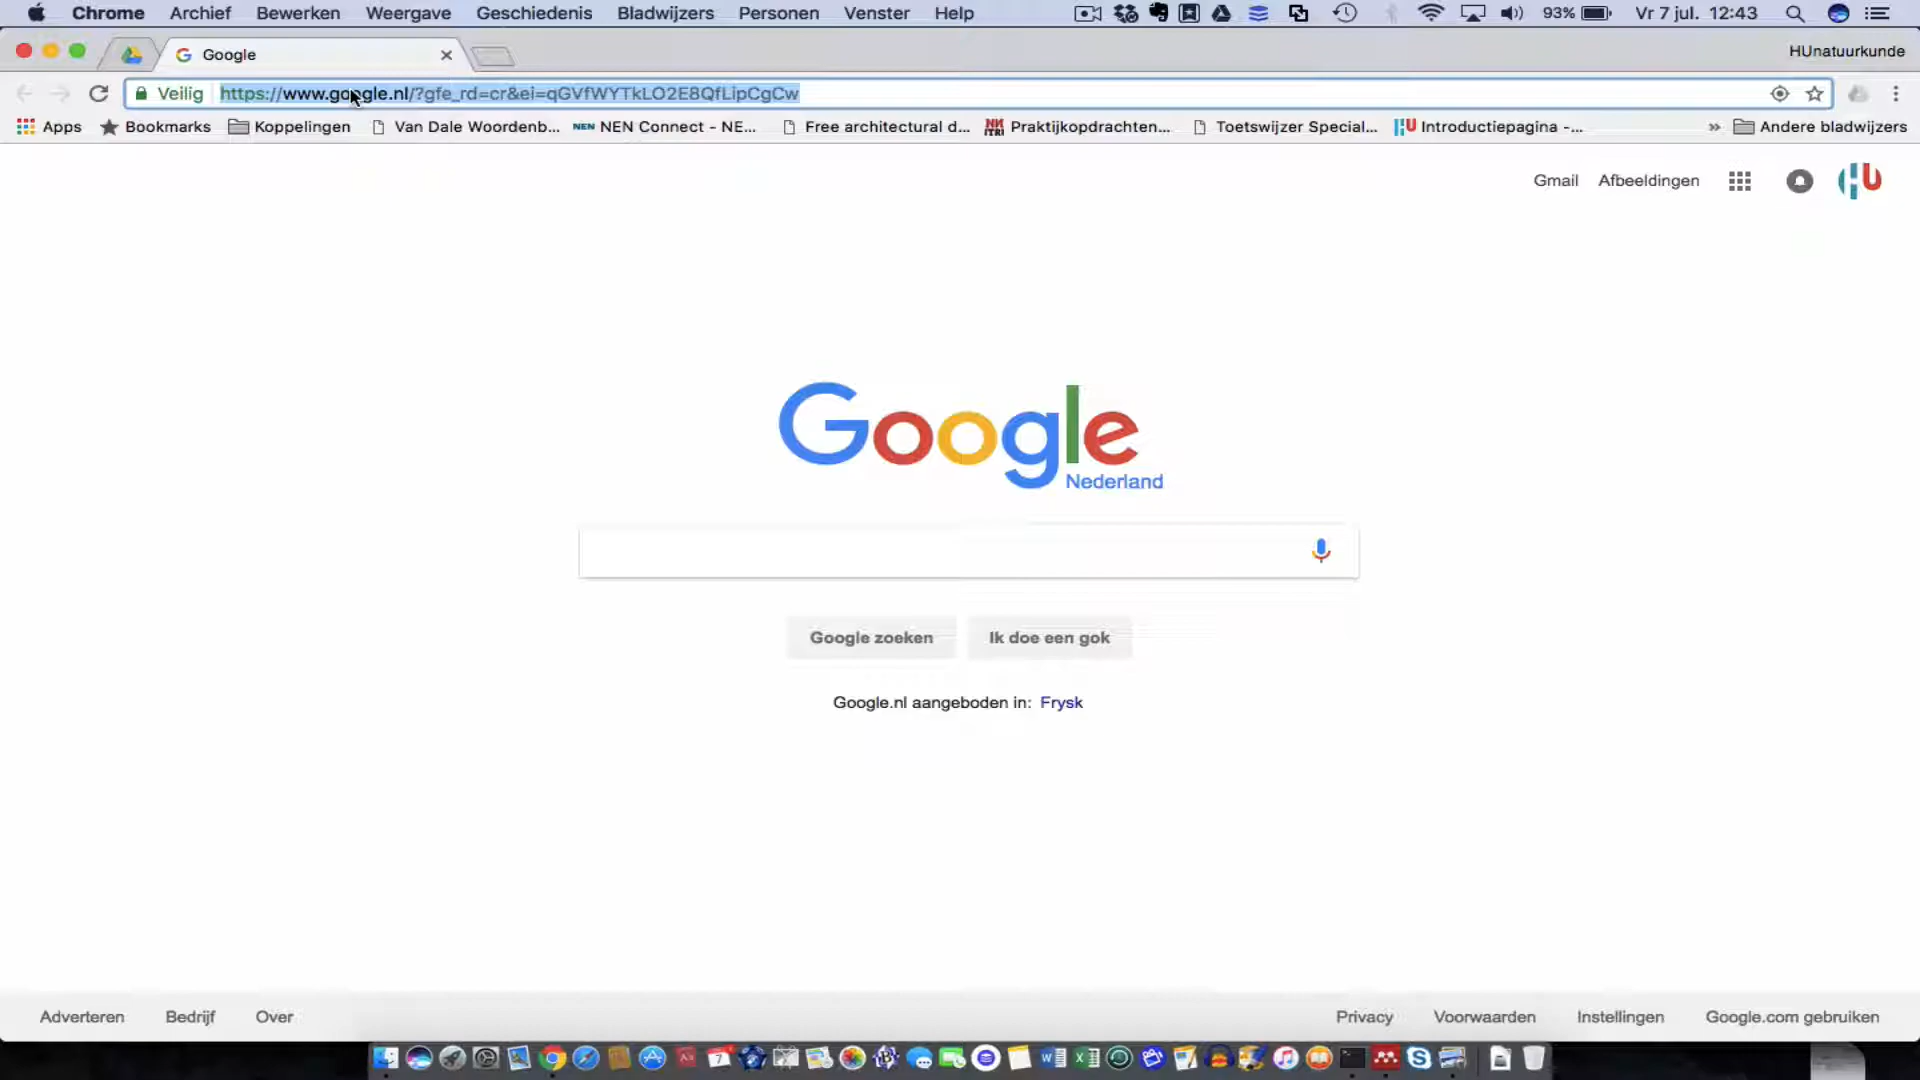 Chrome Archief Bewerken Weergave Geschiedenis Bladwijzers Personen Venster Help 93% Vr 7 jul. 12:43
Google HUnatuurkunde
Veilig https://www.google.nl/?gfe_rd=cr&ei=qGVfWYTkLO2E8QfLipCgCw
Apps Bookmarks Koppelingen Van Dale Woordenb... NEN NEN Connect - NE... Free architectural d... Praktijkopdrachten... Toetswijzer Special... HU Introductiepagina -... » Andere bladwijzers
Gmail Afbeeldingen HU
Google
Nederland
Google zoeken Ik doe een gok
Google.nl aangeboden in: Frysk
Adverteren Bedrijf Over Privacy Voorwaarden Instellingen Google.com gebruiken